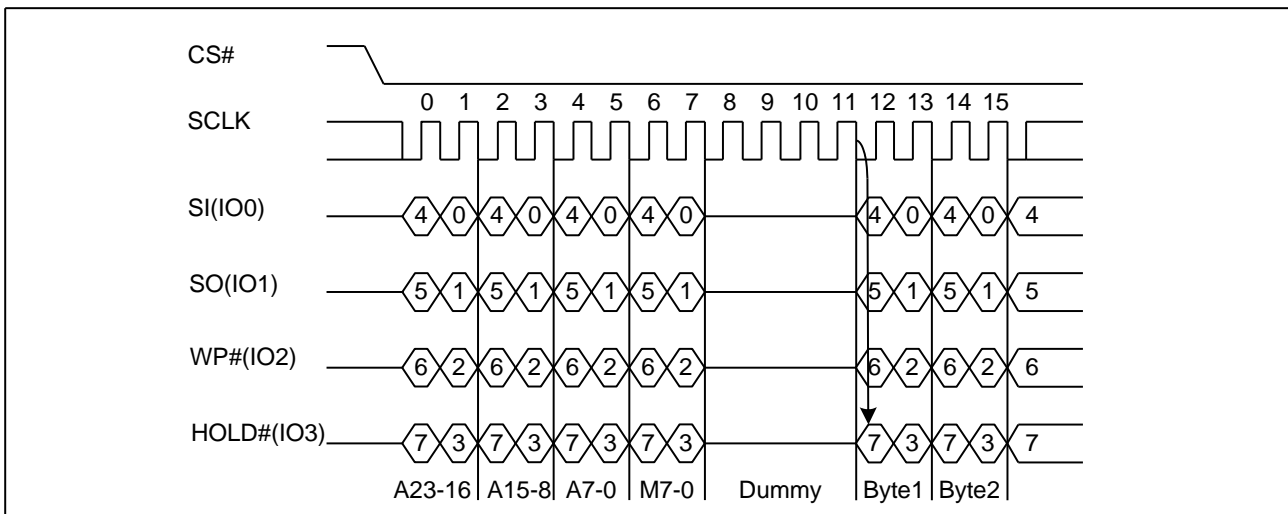 CS#
0 1 2 3 4 5 6 7 8 9 10 11 12 13 14 15
SCLK
SI(IO0) 4 0 4 0 4 0 4 0 4 0 4 0 4
SO(IO1) 5 1 5 1 5 1 5 1 5 1 5 1 5
WP#(IO2) 6 2 6 2 6 2 6 2 6 2 6 2 6
HOLD#(IO3) 7 3 7 3 7 3 7 3 7 3 7 3 7
A23-16 A15-8 A7-0 M7-0 Dummy Byte1 Byte2